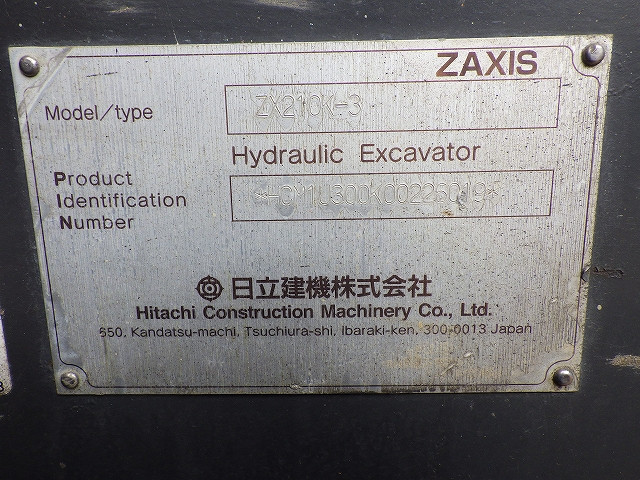 ZAXIS
Model/type ZX210K-3
Hydraulic Excavator
Product
Identification
Number
日立建機株式会社
Hitachi Construction Machinery Co., Ltd.
650, Kandatsu-machi, Tsuchiura-shi, Ibaraki-ken, 300-0013 Japan